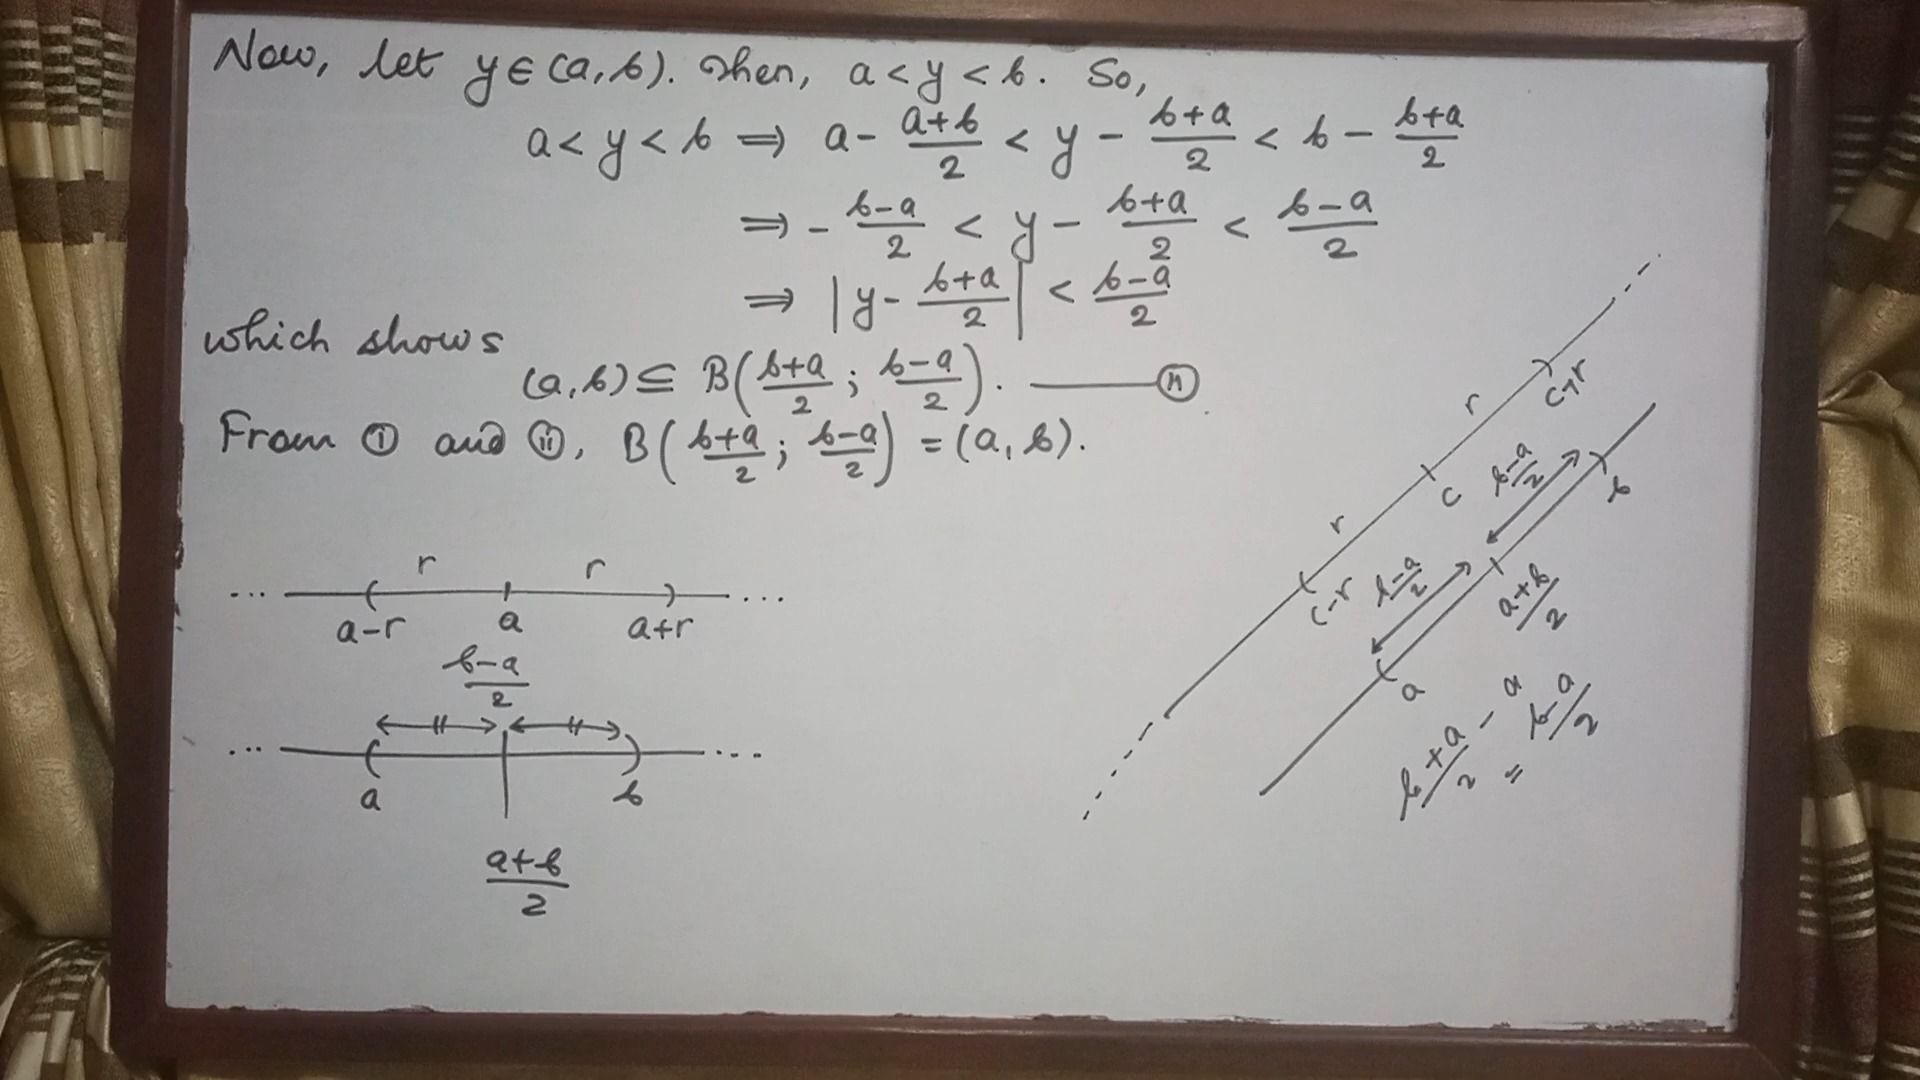 Now, let y ∈ (a, b). Then, a < y < b. So,
a < y < b ⟹ a - (a+b)/2 < y - (b+a)/2 < b - (b+a)/2
⟹ - (b-a)/2 < y - (b+a)/2 < (b-a)/2
⟹ |y - (b+a)/2| < (b-a)/2
which shows
(a, b) ⊆ B((b+a)/2 ; (b-a)/2). —— ⓘⓘ
From ⓘ and ⓘⓘ, B((b+a)/2 ; (b-a)/2) = (a, b).
r r
... ( ) ...
a-r a a+r
(b-a)/2
... ( ) ...
a b
(a+b)/2
r r
c-r c c+r
(b-a)/2 (b-a)/2
a (a+b)/2 b
(b+a)/2 - a
= (b-a)/2